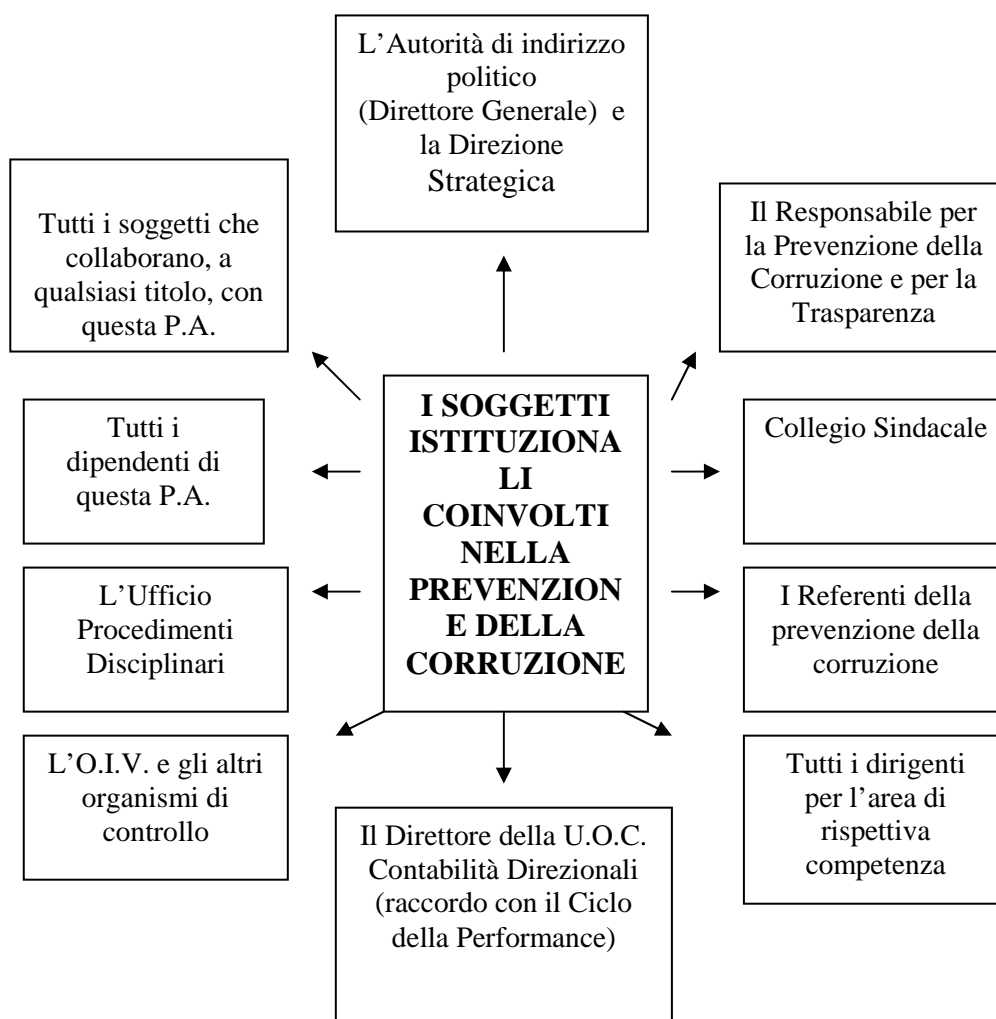 L’Autorità di indirizzo
politico
(Direttore Generale) e
la Direzione
Strategica
Tutti i soggetti che
collaborano, a
qualsiasi titolo, con
questa P.A.
Il Responsabile per
la Prevenzione della
Corruzione e per la
Trasparenza
I SOGGETTI
ISTITUZIONA
LI
COINVOLTI
NELLA
PREVENZION
E DELLA
CORRUZIONE
Tutti i
dipendenti di
questa P.A.
Collegio Sindacale
L’Ufficio
Procedimenti
Disciplinari
I Referenti della
prevenzione della
corruzione
L’O.I.V. e gli altri
organismi di
controllo
Tutti i dirigenti
per l’area di
rispettiva
competenza
Il Direttore della U.O.C.
Contabilità Direzionali
(raccordo con il Ciclo
della Performance)